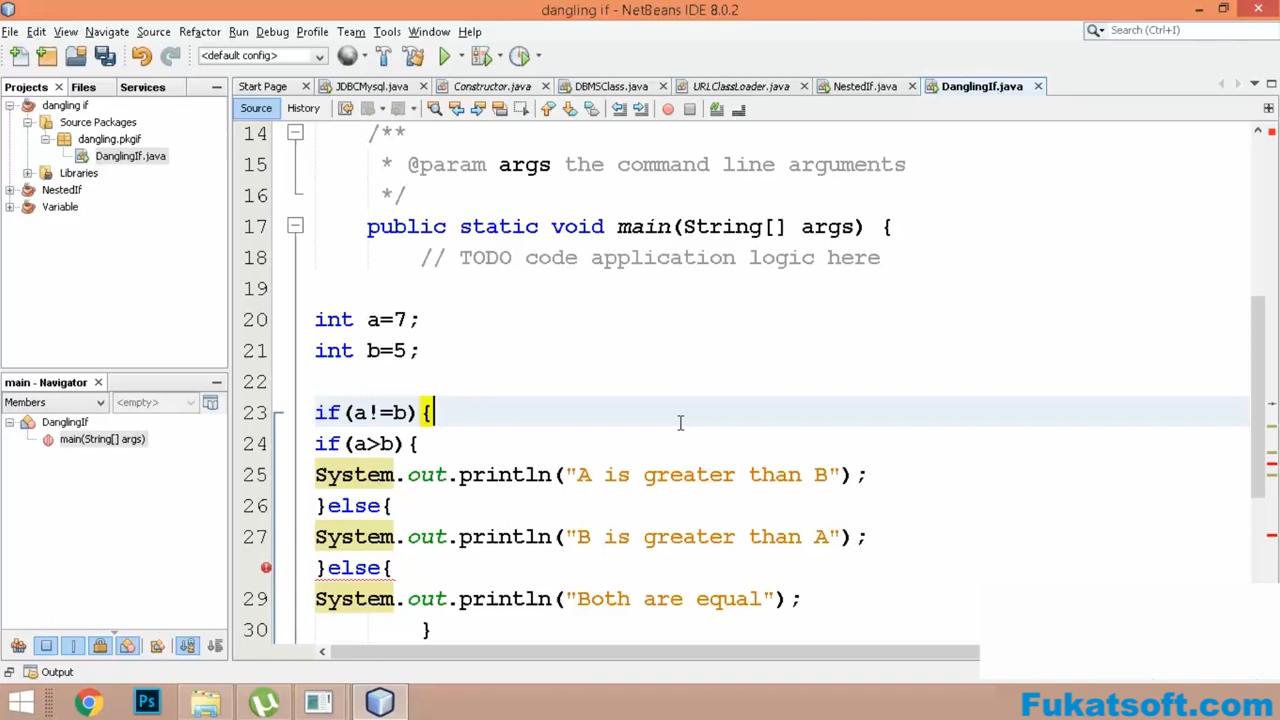 dangling if - NetBeans IDE 8.0.2
File Edit View Navigate Source Refactor Run Debug Profile Team Tools Window Help
Search (Ctrl+I)
<default config>
Projects Files Services
Start Page JDBCMysql.java Constructor.java DBMSClass.java URLClassLoader.java NestedIf.java DanglingIf.java
Source History
dangling if
Source Packages
dangling.pkgif
DanglingIf.java
Libraries
NestedIf
Variable
main - Navigator
Members <empty>
DanglingIf
main(String[] args)
14 /**
15 * @param args the command line arguments
16 */
17 public static void main(String[] args) {
18 // TODO code application logic here
19
20 int a=7;
21 int b=5;
22
23 if(a!=b){
24 if(a>b){
25 System.out.println("A is greater than B");
26 }else{
27 System.out.println("B is greater than A");
}else{
29 System.out.println("Both are equal");
30 }
Output
Ps
Fukatsoft.com